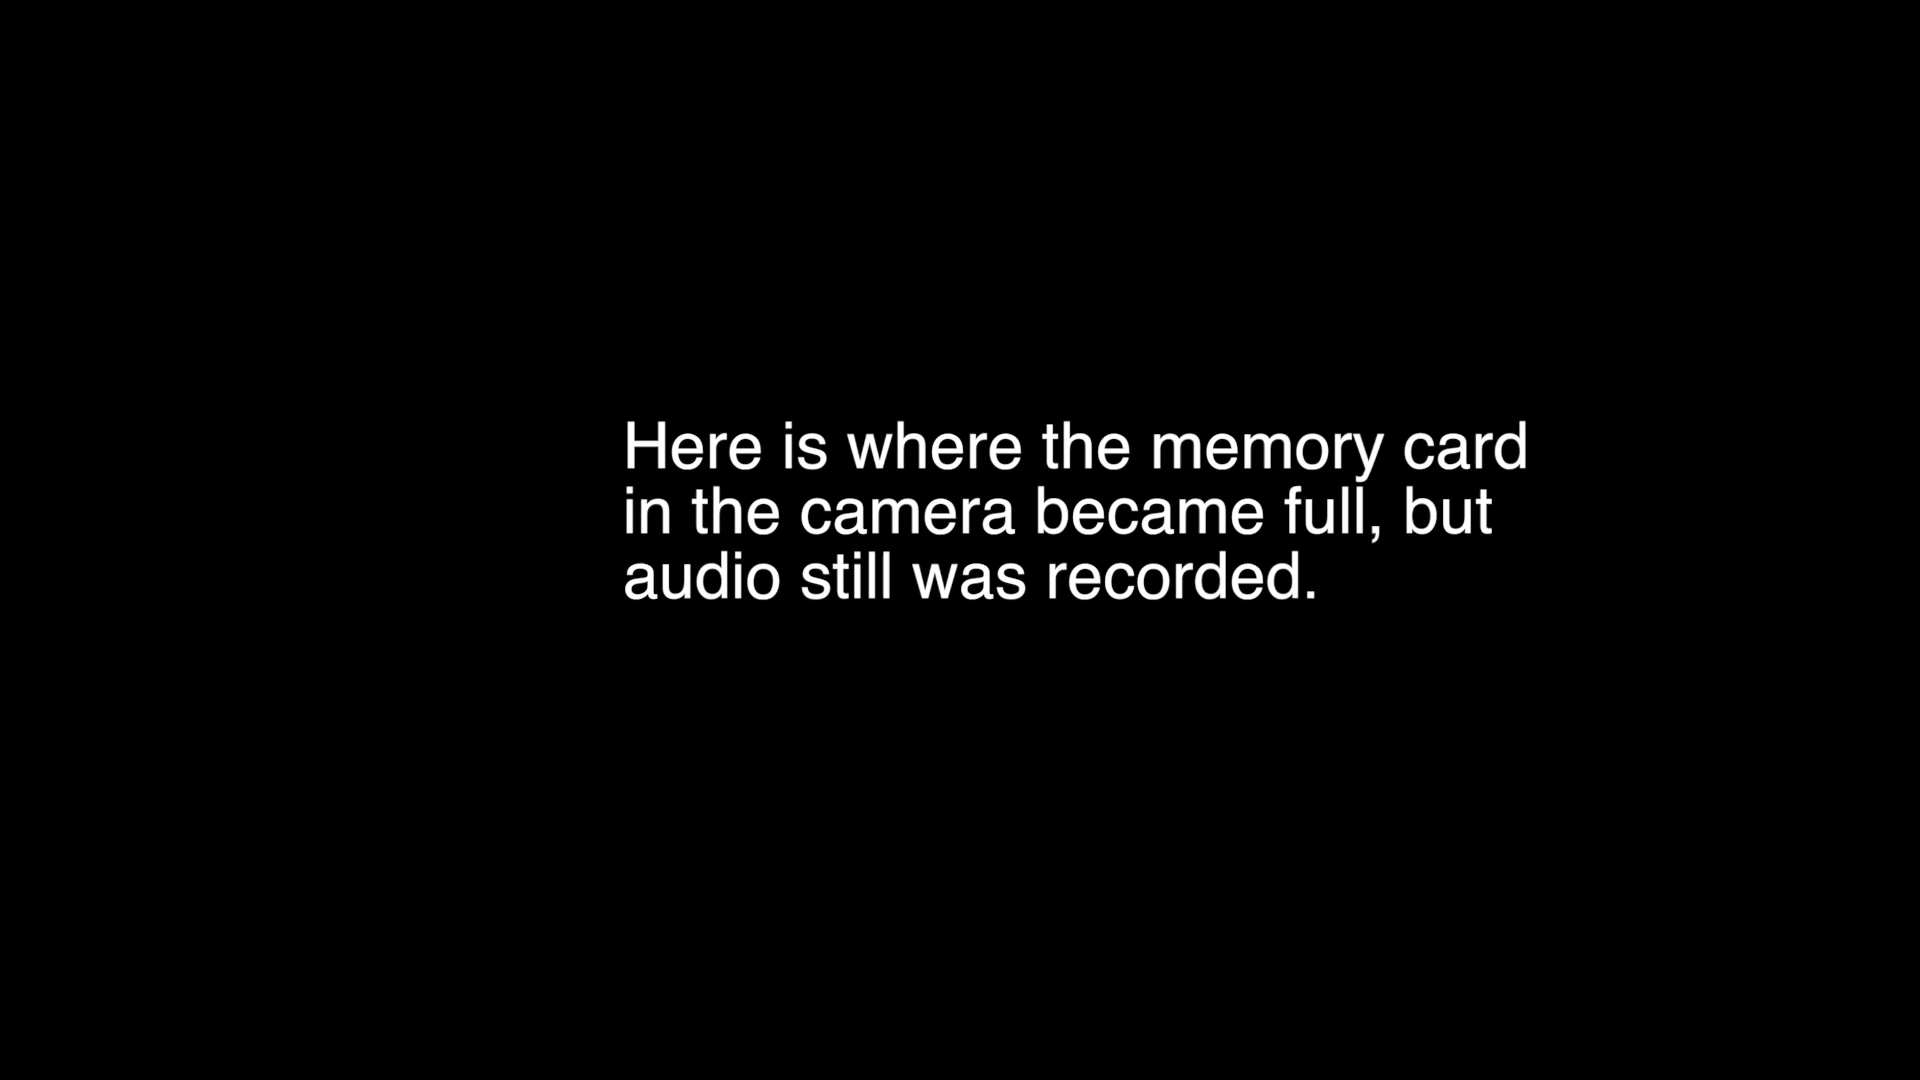 Here is where the memory card
in the camera became full, but
audio still was recorded.